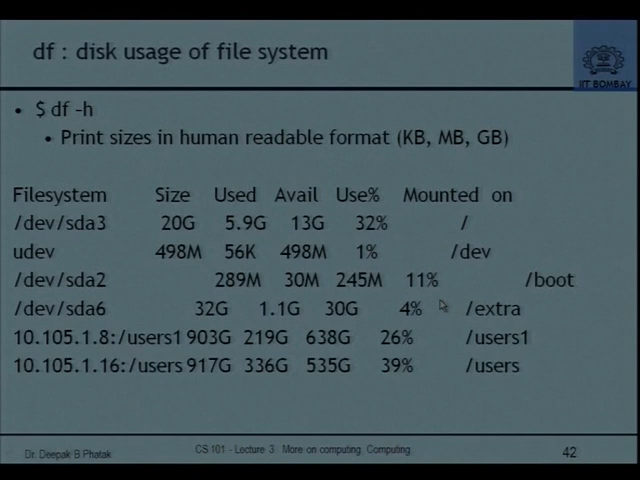 df : disk usage of file system
IIT BOMBAY
• $ df -h
• Print sizes in human readable format (KB, MB, GB)
Filesystem Size Used Avail Use% Mounted on
/dev/sda3 20G 5.9G 13G 32% /
udev 498M 56K 498M 1% /dev
/dev/sda2 289M 30M 245M 11% /boot
/dev/sda6 32G 1.1G 30G 4% /extra
10.105.1.8:/users1 903G 219G 638G 26% /users1
10.105.1.16:/users 917G 336G 535G 39% /users
Dr. Deepak B Phatak
CS 101 - Lecture 3. More on computing. Computing
42